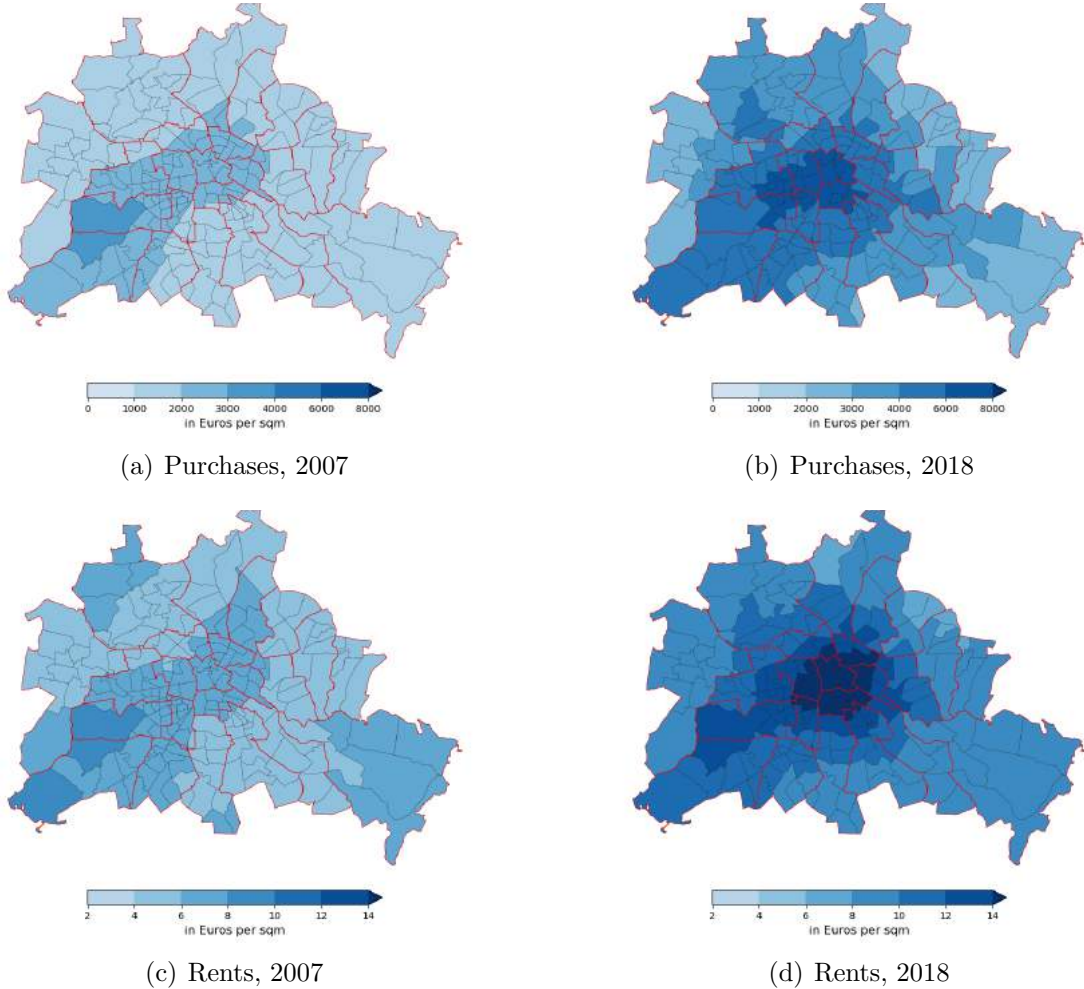 0 1000 2000 3000 4000 6000 8000
in Euros per sqm
(a) Purchases, 2007
0 1000 2000 3000 4000 6000 8000
in Euros per sqm
(b) Purchases, 2018
2 4 6 8 10 12 14
in Euros per sqm
(c) Rents, 2007
2 4 6 8 10 12 14
in Euros per sqm
(d) Rents, 2018